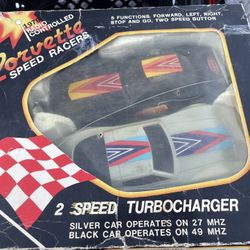 RADIO
CONTROLLED
Corvette
SPEED RACERS
5 FUNCTIONS FORWARD, LEFT, RIGHT,
STOP AND GO, TWO SPEED BUTTON
2 SPEED TURBOCHARGER
SILVER CAR OPERATES ON 27 MHZ
BLACK CAR OPERATES ON 49 MHZ